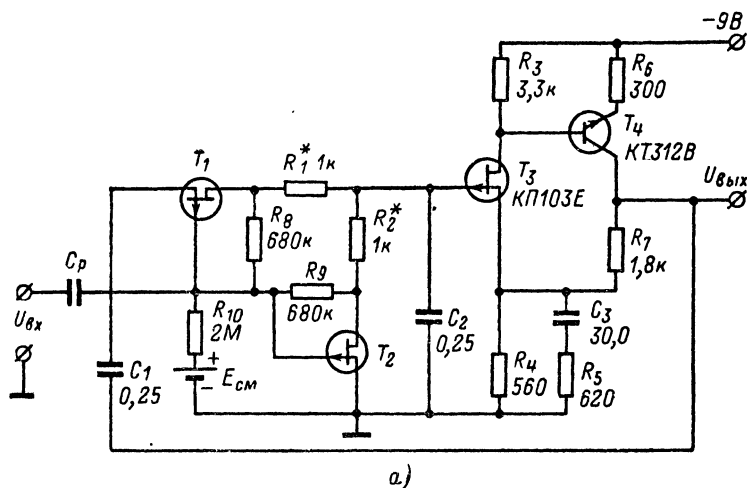 -9В
R3
3,3к
R6
300
T4
КТ312В
T1
R1* 1к
T3
КП103Е
Uвых
R8
680к
R2*
1к
R7
1,8к
Cр
R9
680к
Uвх
R10
2М
C2
0,25
C3
30,0
T2
C1
0,25
+
Eсм
-
R4
560
R5
620
а)